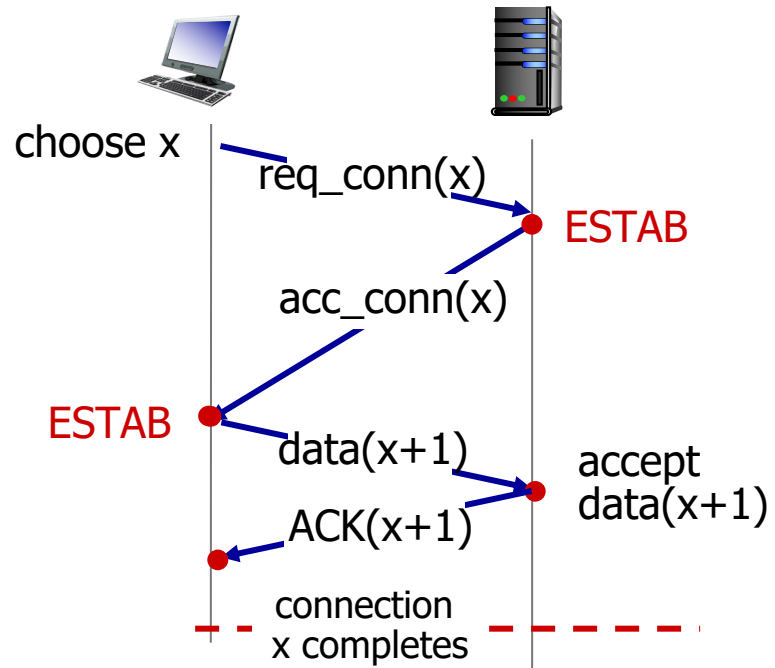 choose x
req_conn(x)
ESTAB
acc_conn(x)
ESTAB
data(x+1)
accept
data(x+1)
ACK(x+1)
connection
x completes